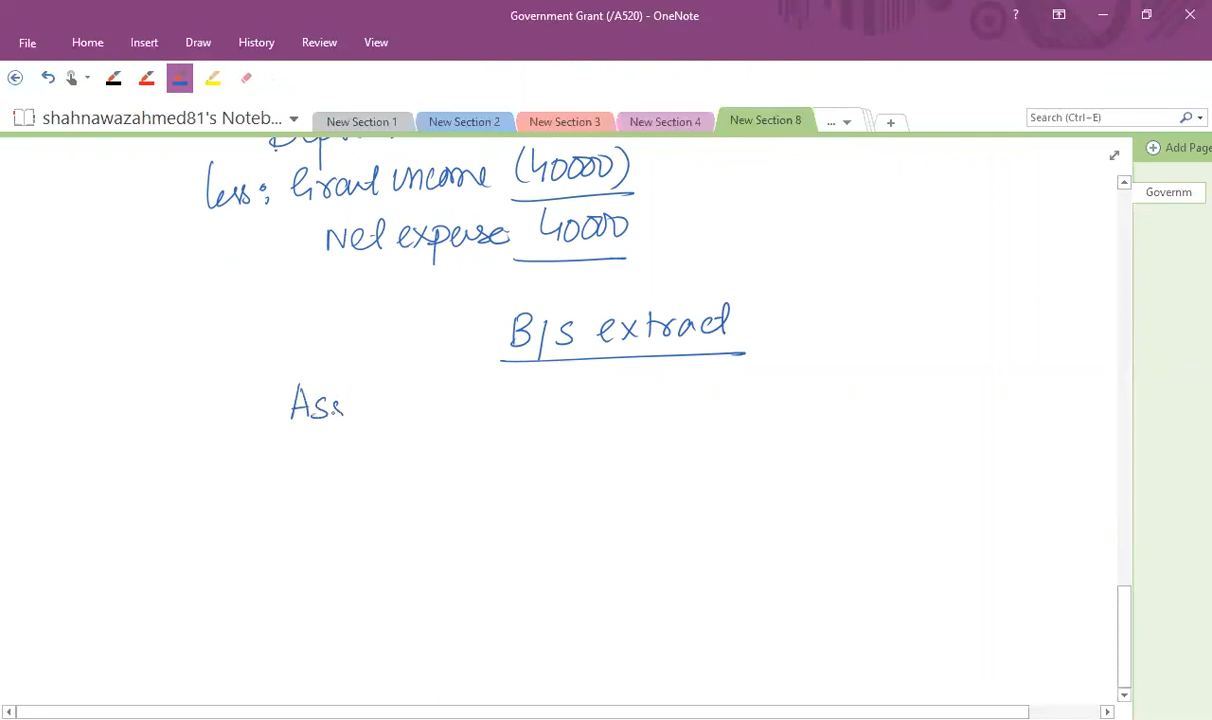 Government Grant (/A520) - OneNote
?
File Home Insert Draw History Review View
shahnawazahmed81's Noteb... New Section 1 New Section 2 New Section 3 New Section 4 New Section 8 ... Search (Ctrl+E)
Add Page
Governm
less: Grant income (40000)
Net expense 40000
B/S extract
Ass